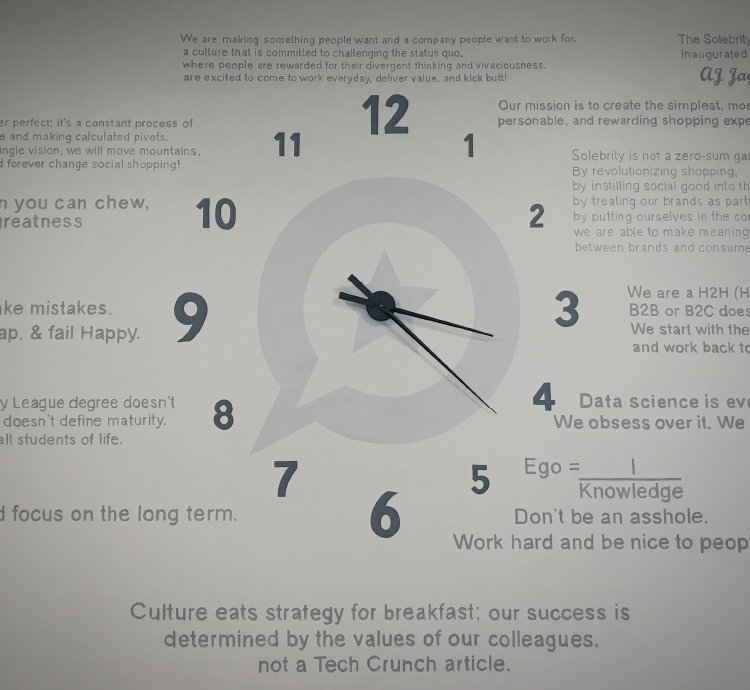 We are making something people want and a company people want to work for,
a culture that is committed to challenging the status quo,
where people are rewarded for their divergent thinking and vivaciousness.
are excited to come to work everyday, deliver value, and kick butt!
The Solebrity
Inaugurated
AJ Jag
Our mission is to create the simplest, mos
personable, and rewarding shopping expe
er perfect; it's a constant process of
e and making calculated pivots.
ingle vision, we will move mountains,
d forever change social shopping!
Solebrity is not a zero-sum gam
By revolutionizing shopping,
by instilling social good into th
by treating our brands as part
by putting ourselves in the con
we are able to make meaning
between brands and consume
n you can chew,
greatness
We are a H2H (H
B2B or B2C does
We start with the
and work back to
ake mistakes.
ap, & fail Happy.
y League degree doesn't
doesn't define maturity.
all students of life.
Data science is eve
We obsess over it. We
Ego = 1
Knowledge
Don't be an asshole.
Work hard and be nice to peop
d focus on the long term.
12
11
1
10
2
9
3
8
4
7
5
6
Culture eats strategy for breakfast; our success is
determined by the values of our colleagues,
not a Tech Crunch article.